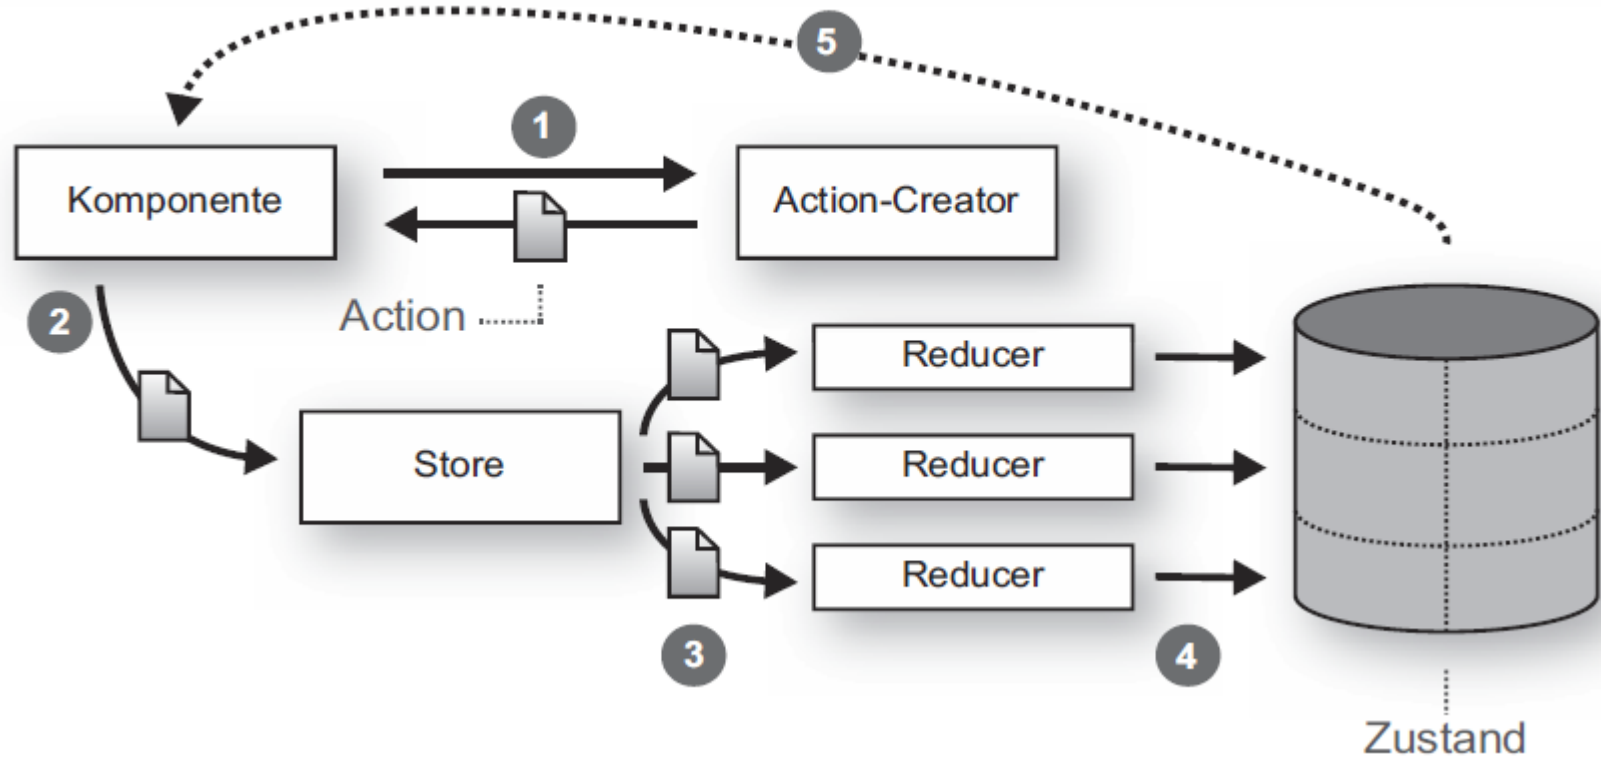 5
1
Komponente
Action-Creator
2
Action
Reducer
Store
Reducer
Reducer
3
4
Zustand